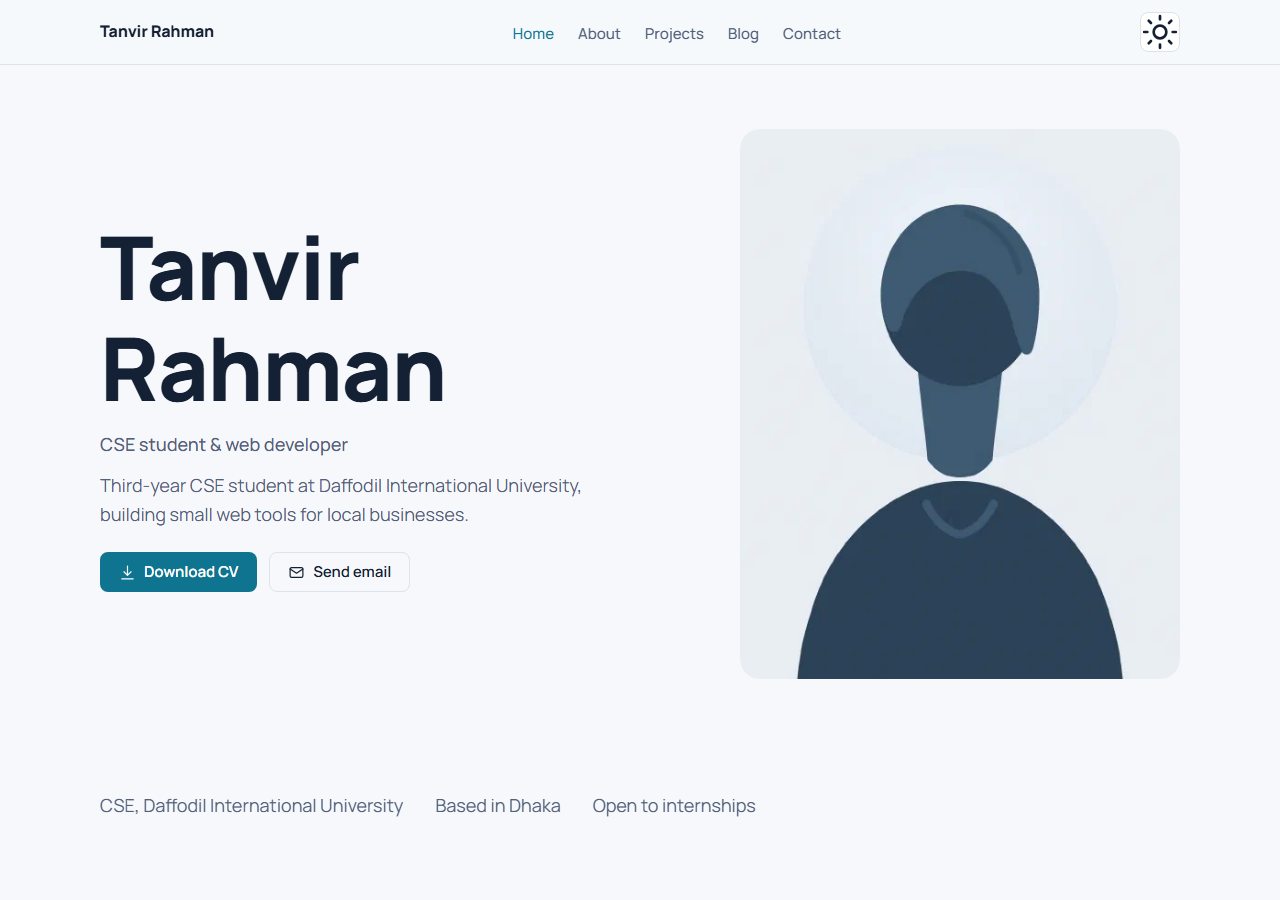 Tanvir Rahman
Home About Projects Blog Contact
Tanvir
Rahman
CSE student & web developer
Third-year CSE student at Daffodil International University,
building small web tools for local businesses.
Download CV Send email
CSE, Daffodil International University Based in Dhaka Open to internships